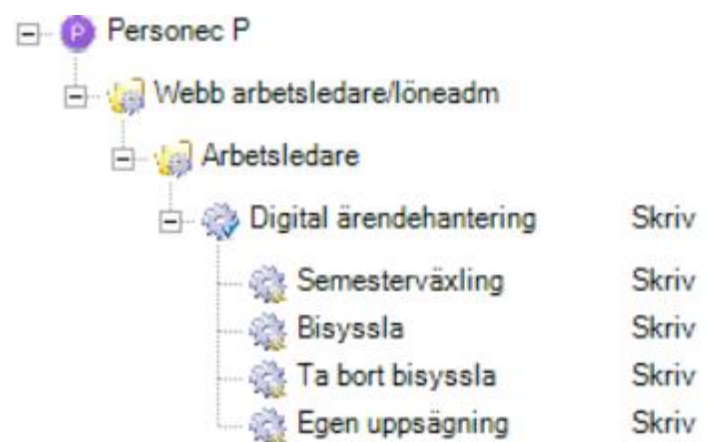 P Personec P
Webb arbetsledare/löneadm
Arbetsledare
Digital ärendehantering Skriv
Semesterväxling Skriv
Bisyssla Skriv
Ta bort bisyssla Skriv
Egen uppsägning Skriv